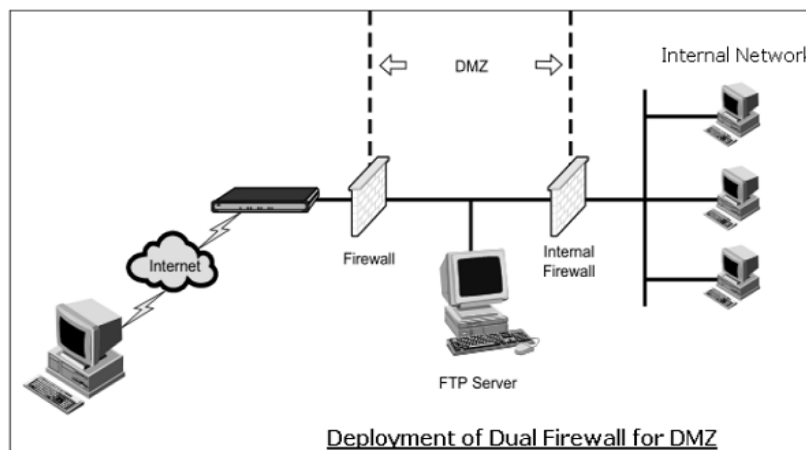 DMZ
Internal Network
Firewall
Internal
Firewall
Internet
FTP Server
Deployment of Dual Firewall for DMZ